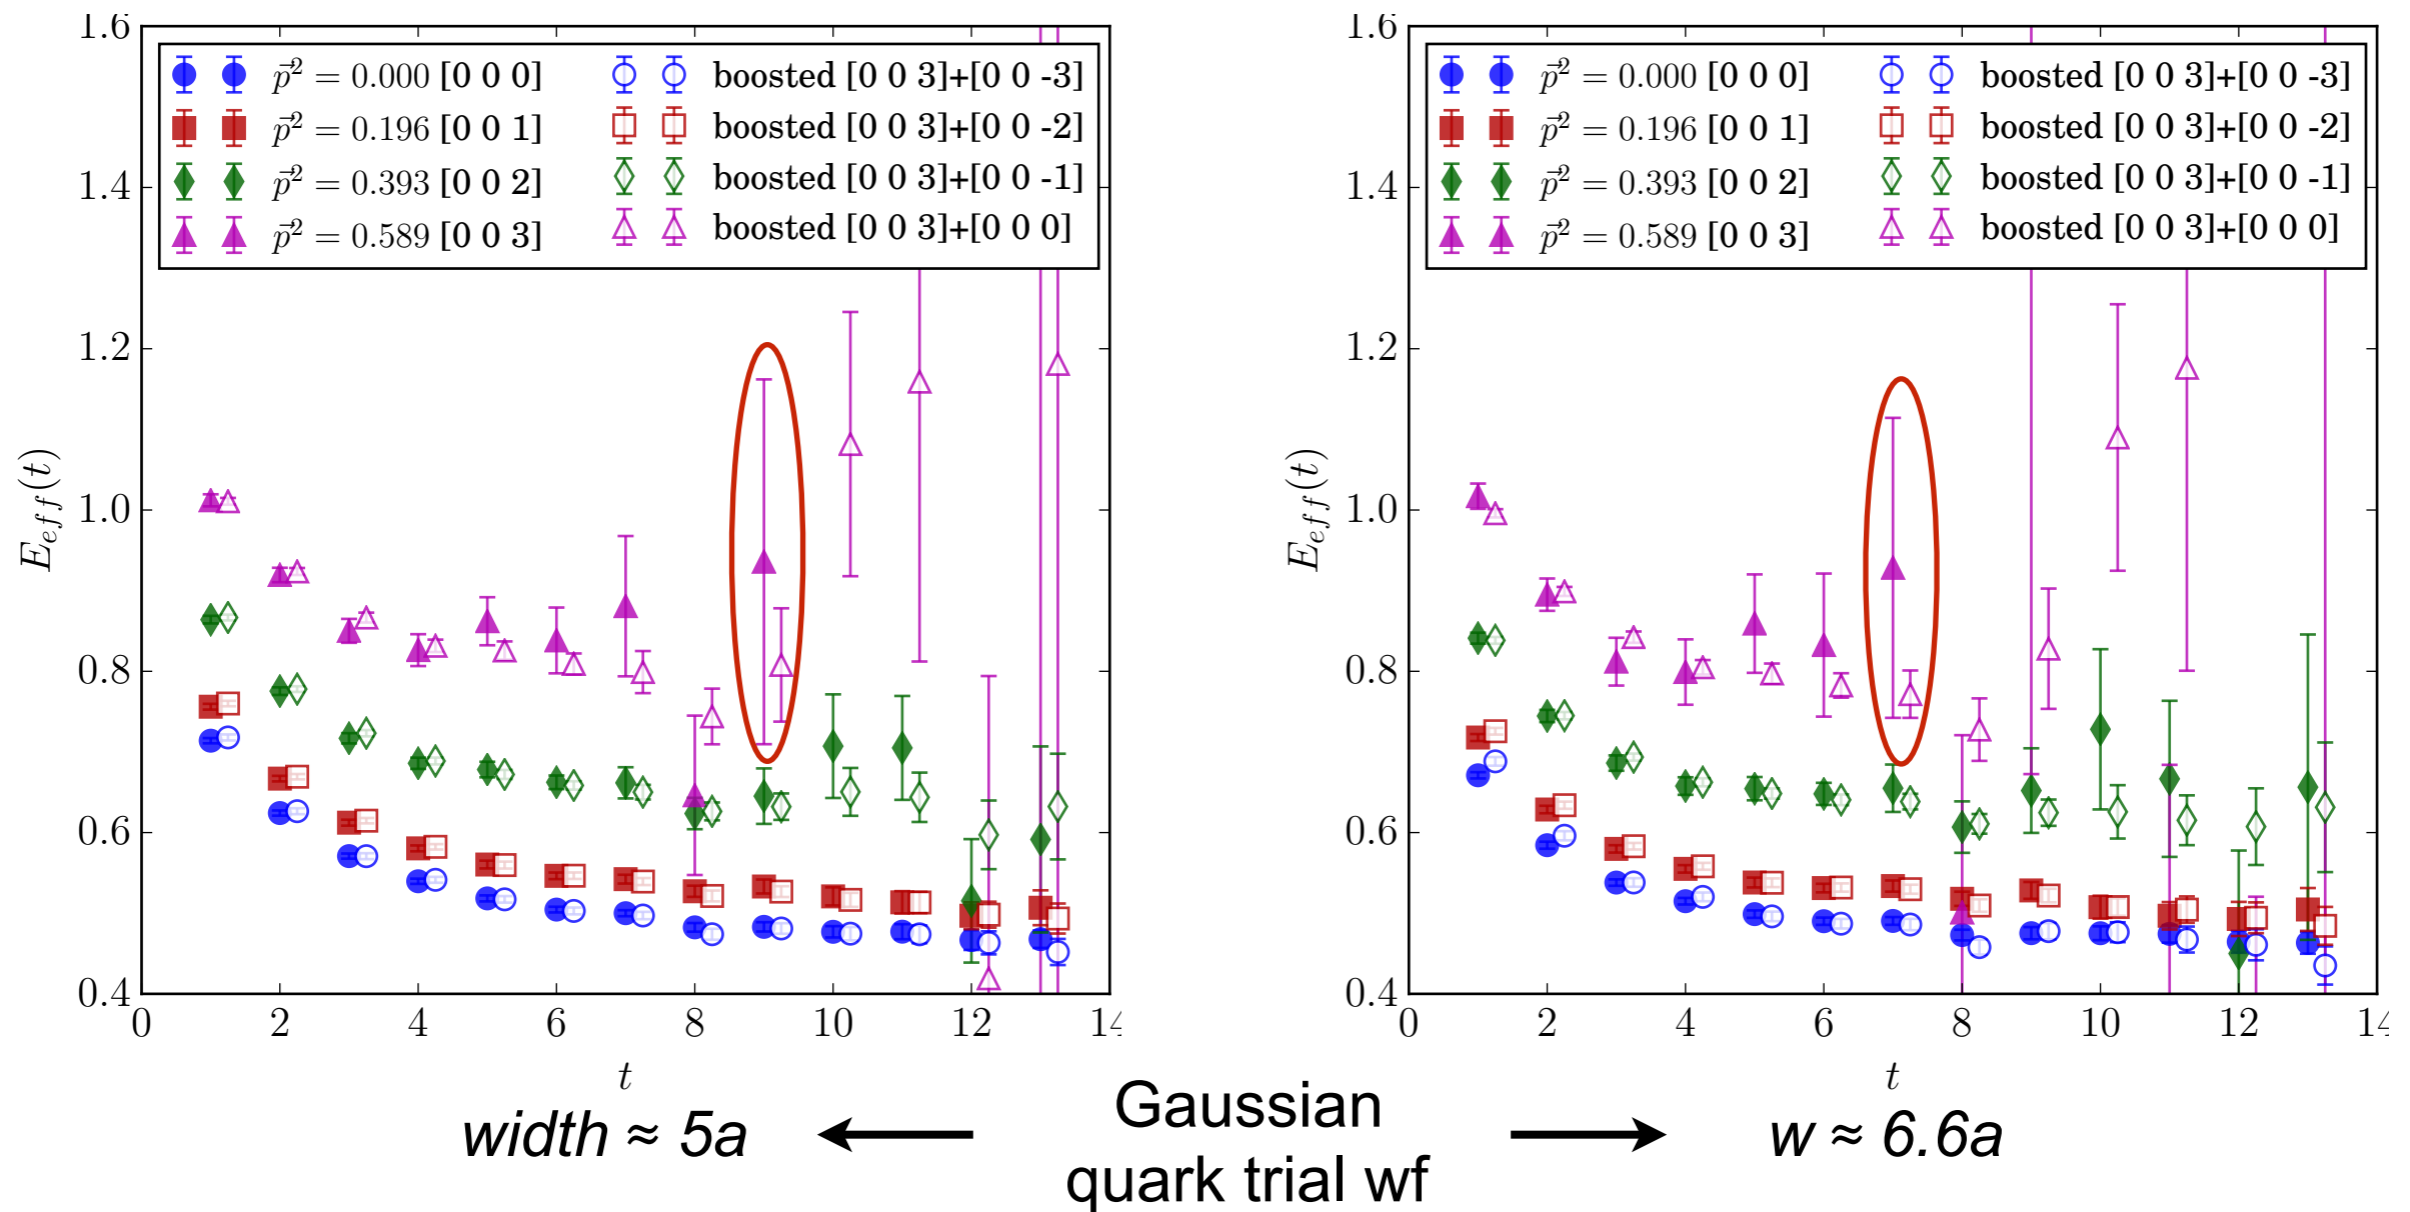 1.6
1.4
1.2
1.0
0.8
0.6
0.4
0 2 4 6 8 10 12 14
E_eff(t)
t
p⃗² = 0.000 [0 0 0]
p⃗² = 0.196 [0 0 1]
p⃗² = 0.393 [0 0 2]
p⃗² = 0.589 [0 0 3]
boosted [0 0 3]+[0 0 -3]
boosted [0 0 3]+[0 0 -2]
boosted [0 0 3]+[0 0 -1]
boosted [0 0 3]+[0 0 0]
1.6
1.4
1.2
1.0
0.8
0.6
0.4
0 2 4 6 8 10 12 14
E_eff(t)
t
p⃗² = 0.000 [0 0 0]
p⃗² = 0.196 [0 0 1]
p⃗² = 0.393 [0 0 2]
p⃗² = 0.589 [0 0 3]
boosted [0 0 3]+[0 0 -3]
boosted [0 0 3]+[0 0 -2]
boosted [0 0 3]+[0 0 -1]
boosted [0 0 3]+[0 0 0]
width ≈ 5a
Gaussian
quark trial wf
w ≈ 6.6a